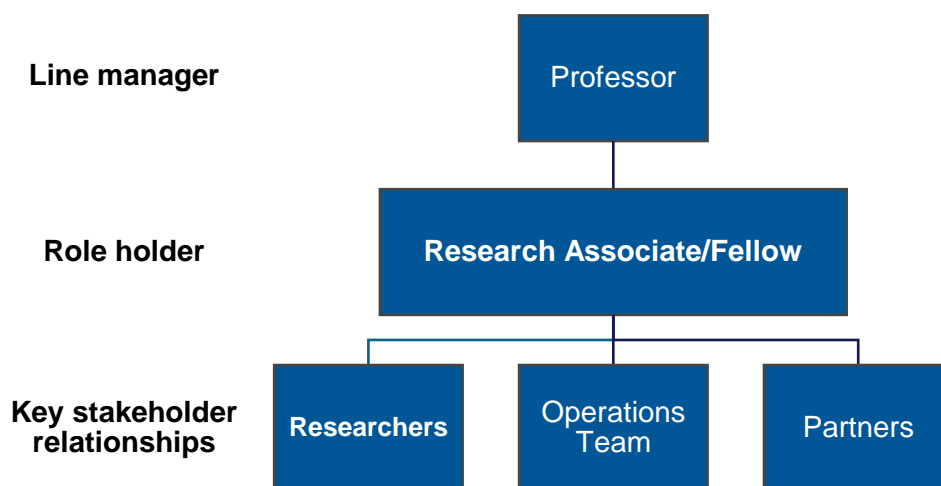 Line manager
Professor
Role holder
Research Associate/Fellow
Key stakeholder
relationships
Researchers
Operations
Team
Partners